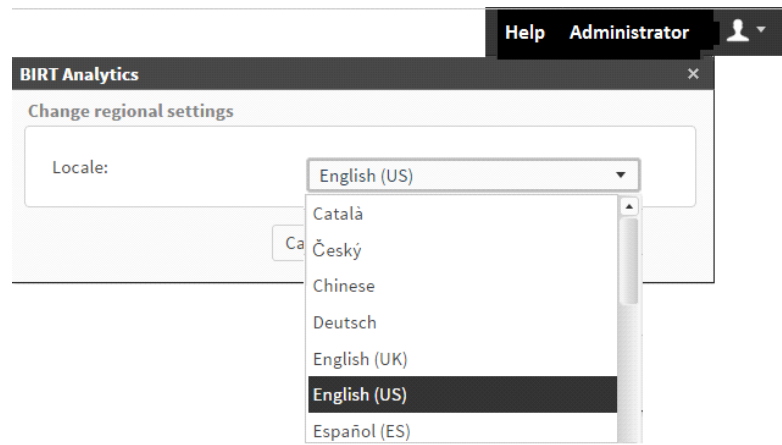 Help Administrator
BIRT Analytics ×
Change regional settings
Locale:
English (US)
Català
Ca
Český
Chinese
Deutsch
English (UK)
English (US)
Español (ES)